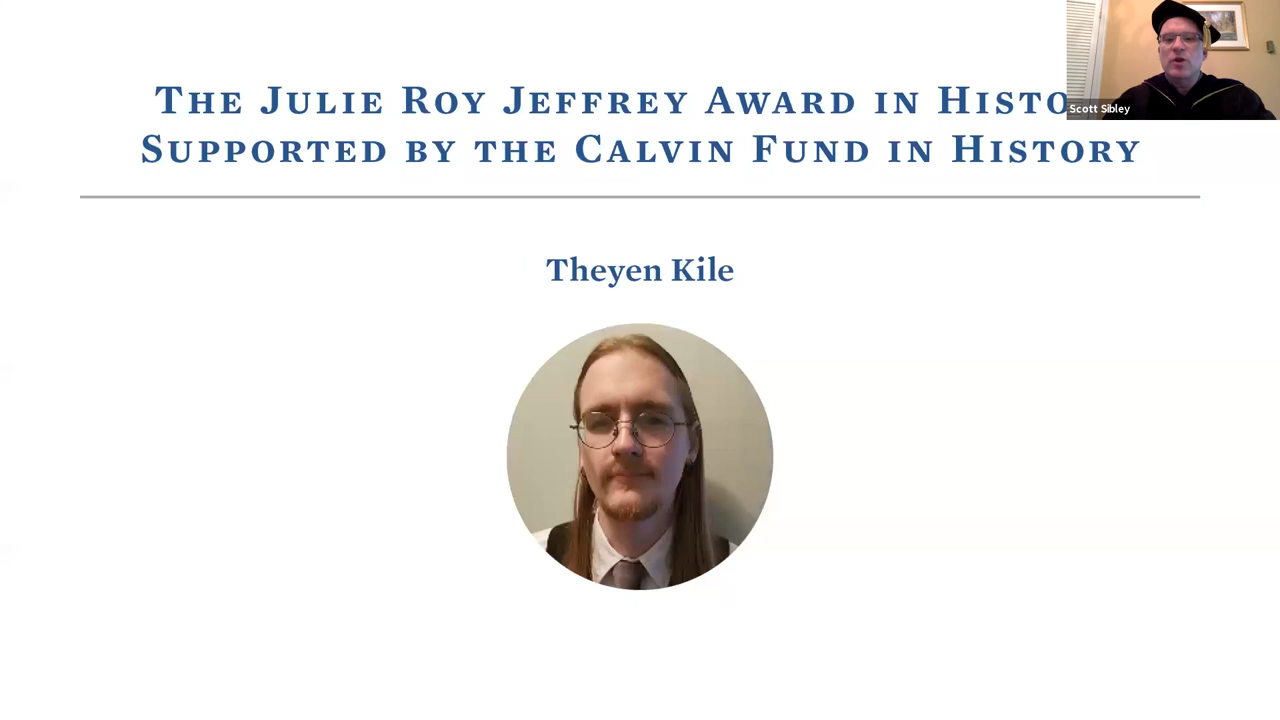 The Julie Roy Jeffrey Award in Histo
Supported by the Calvin Fund in History
Scott Sibley
Theyen Kile